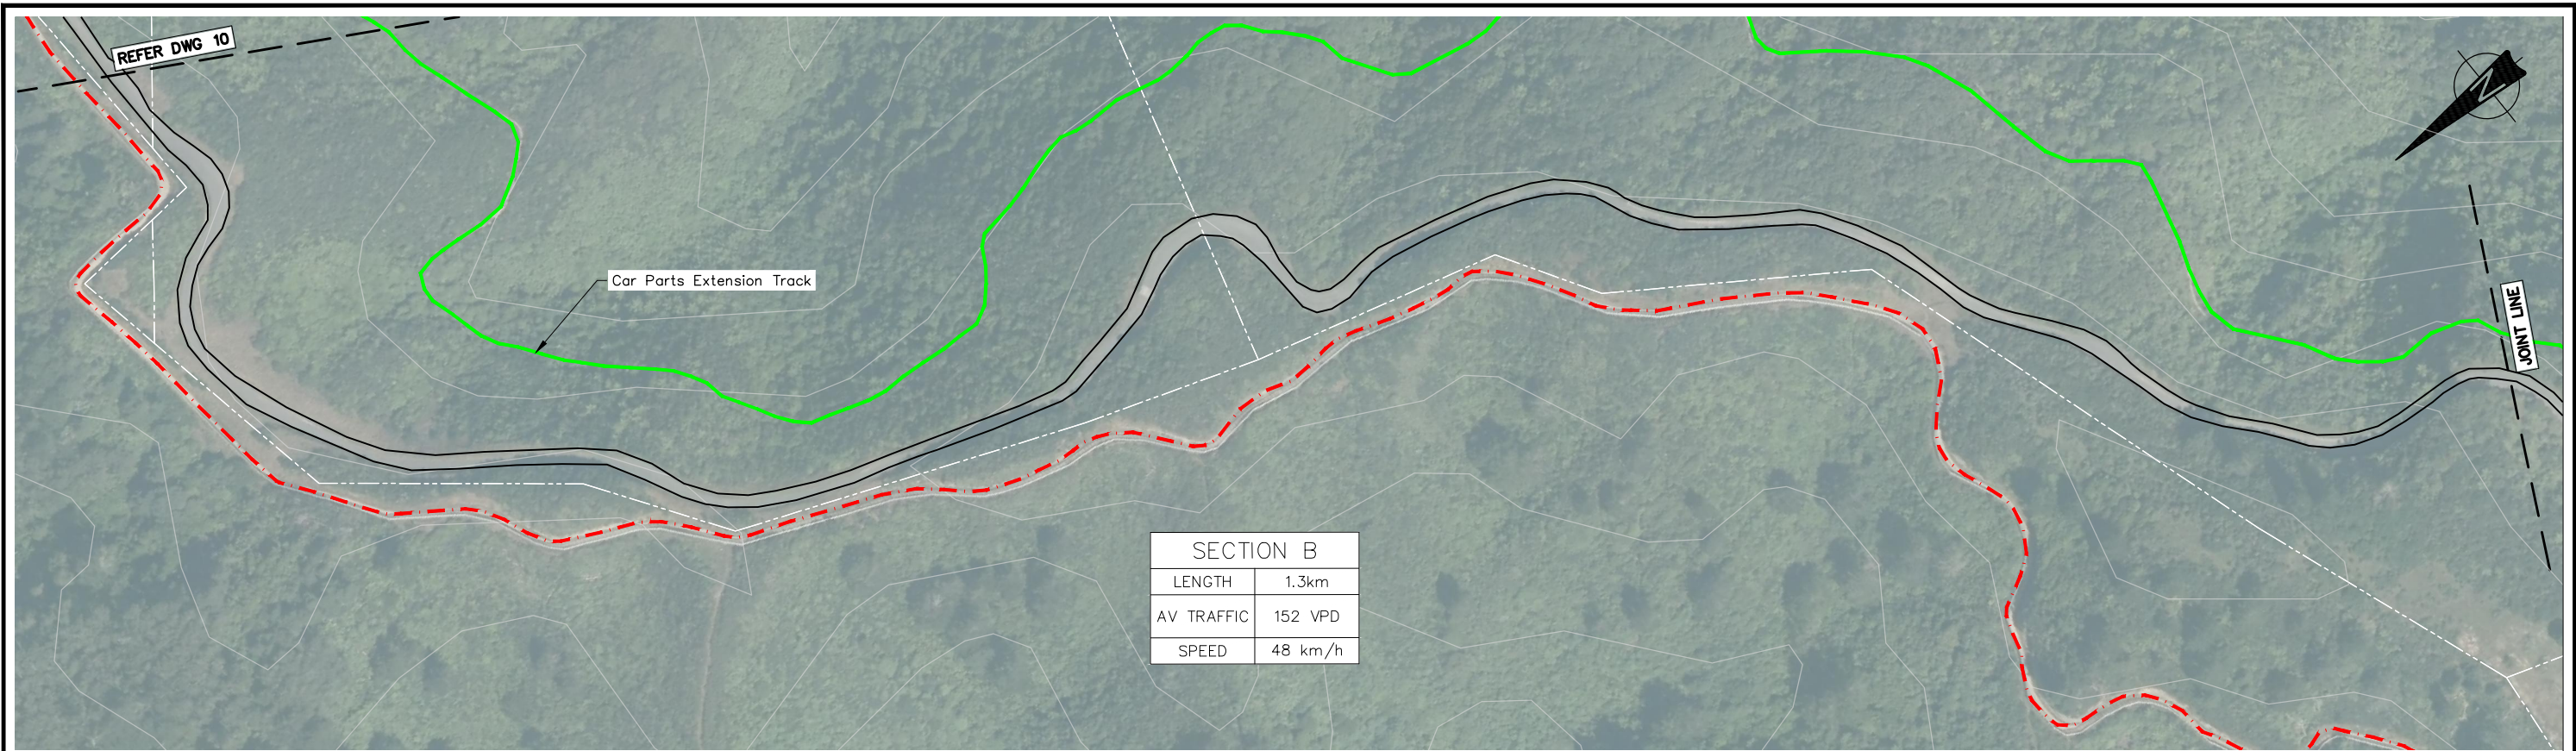 REFER DWG 10
N
Car Parts Extension Track
JOINT LINE
SECTION B
LENGTH 1.3km
AV TRAFFIC 152 VPD
SPEED 48 km/h